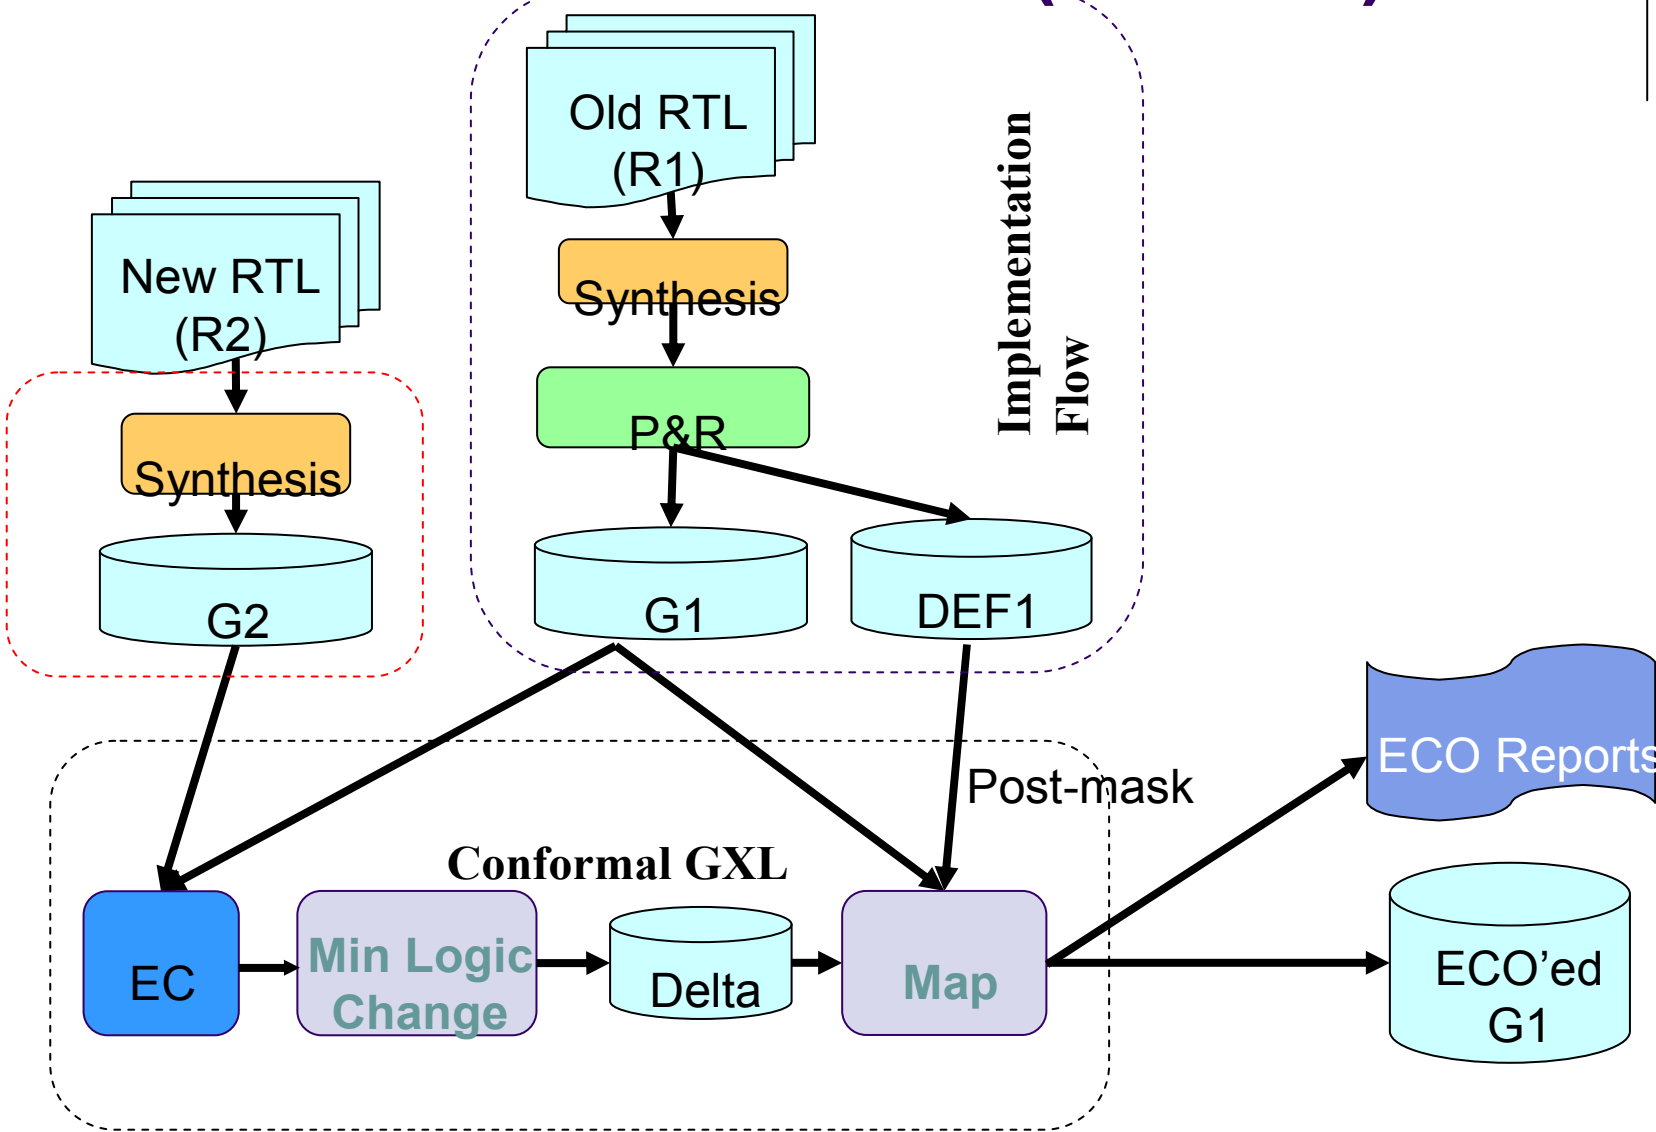 Old RTL
(R1)
Implementation
Flow
New RTL
(R2)
Synthesis
P&R
Synthesis
G2
G1
DEF1
Post-mask
ECO Reports
Conformal GXL
EC
Min Logic
Change
Delta
Map
ECO’ed
G1